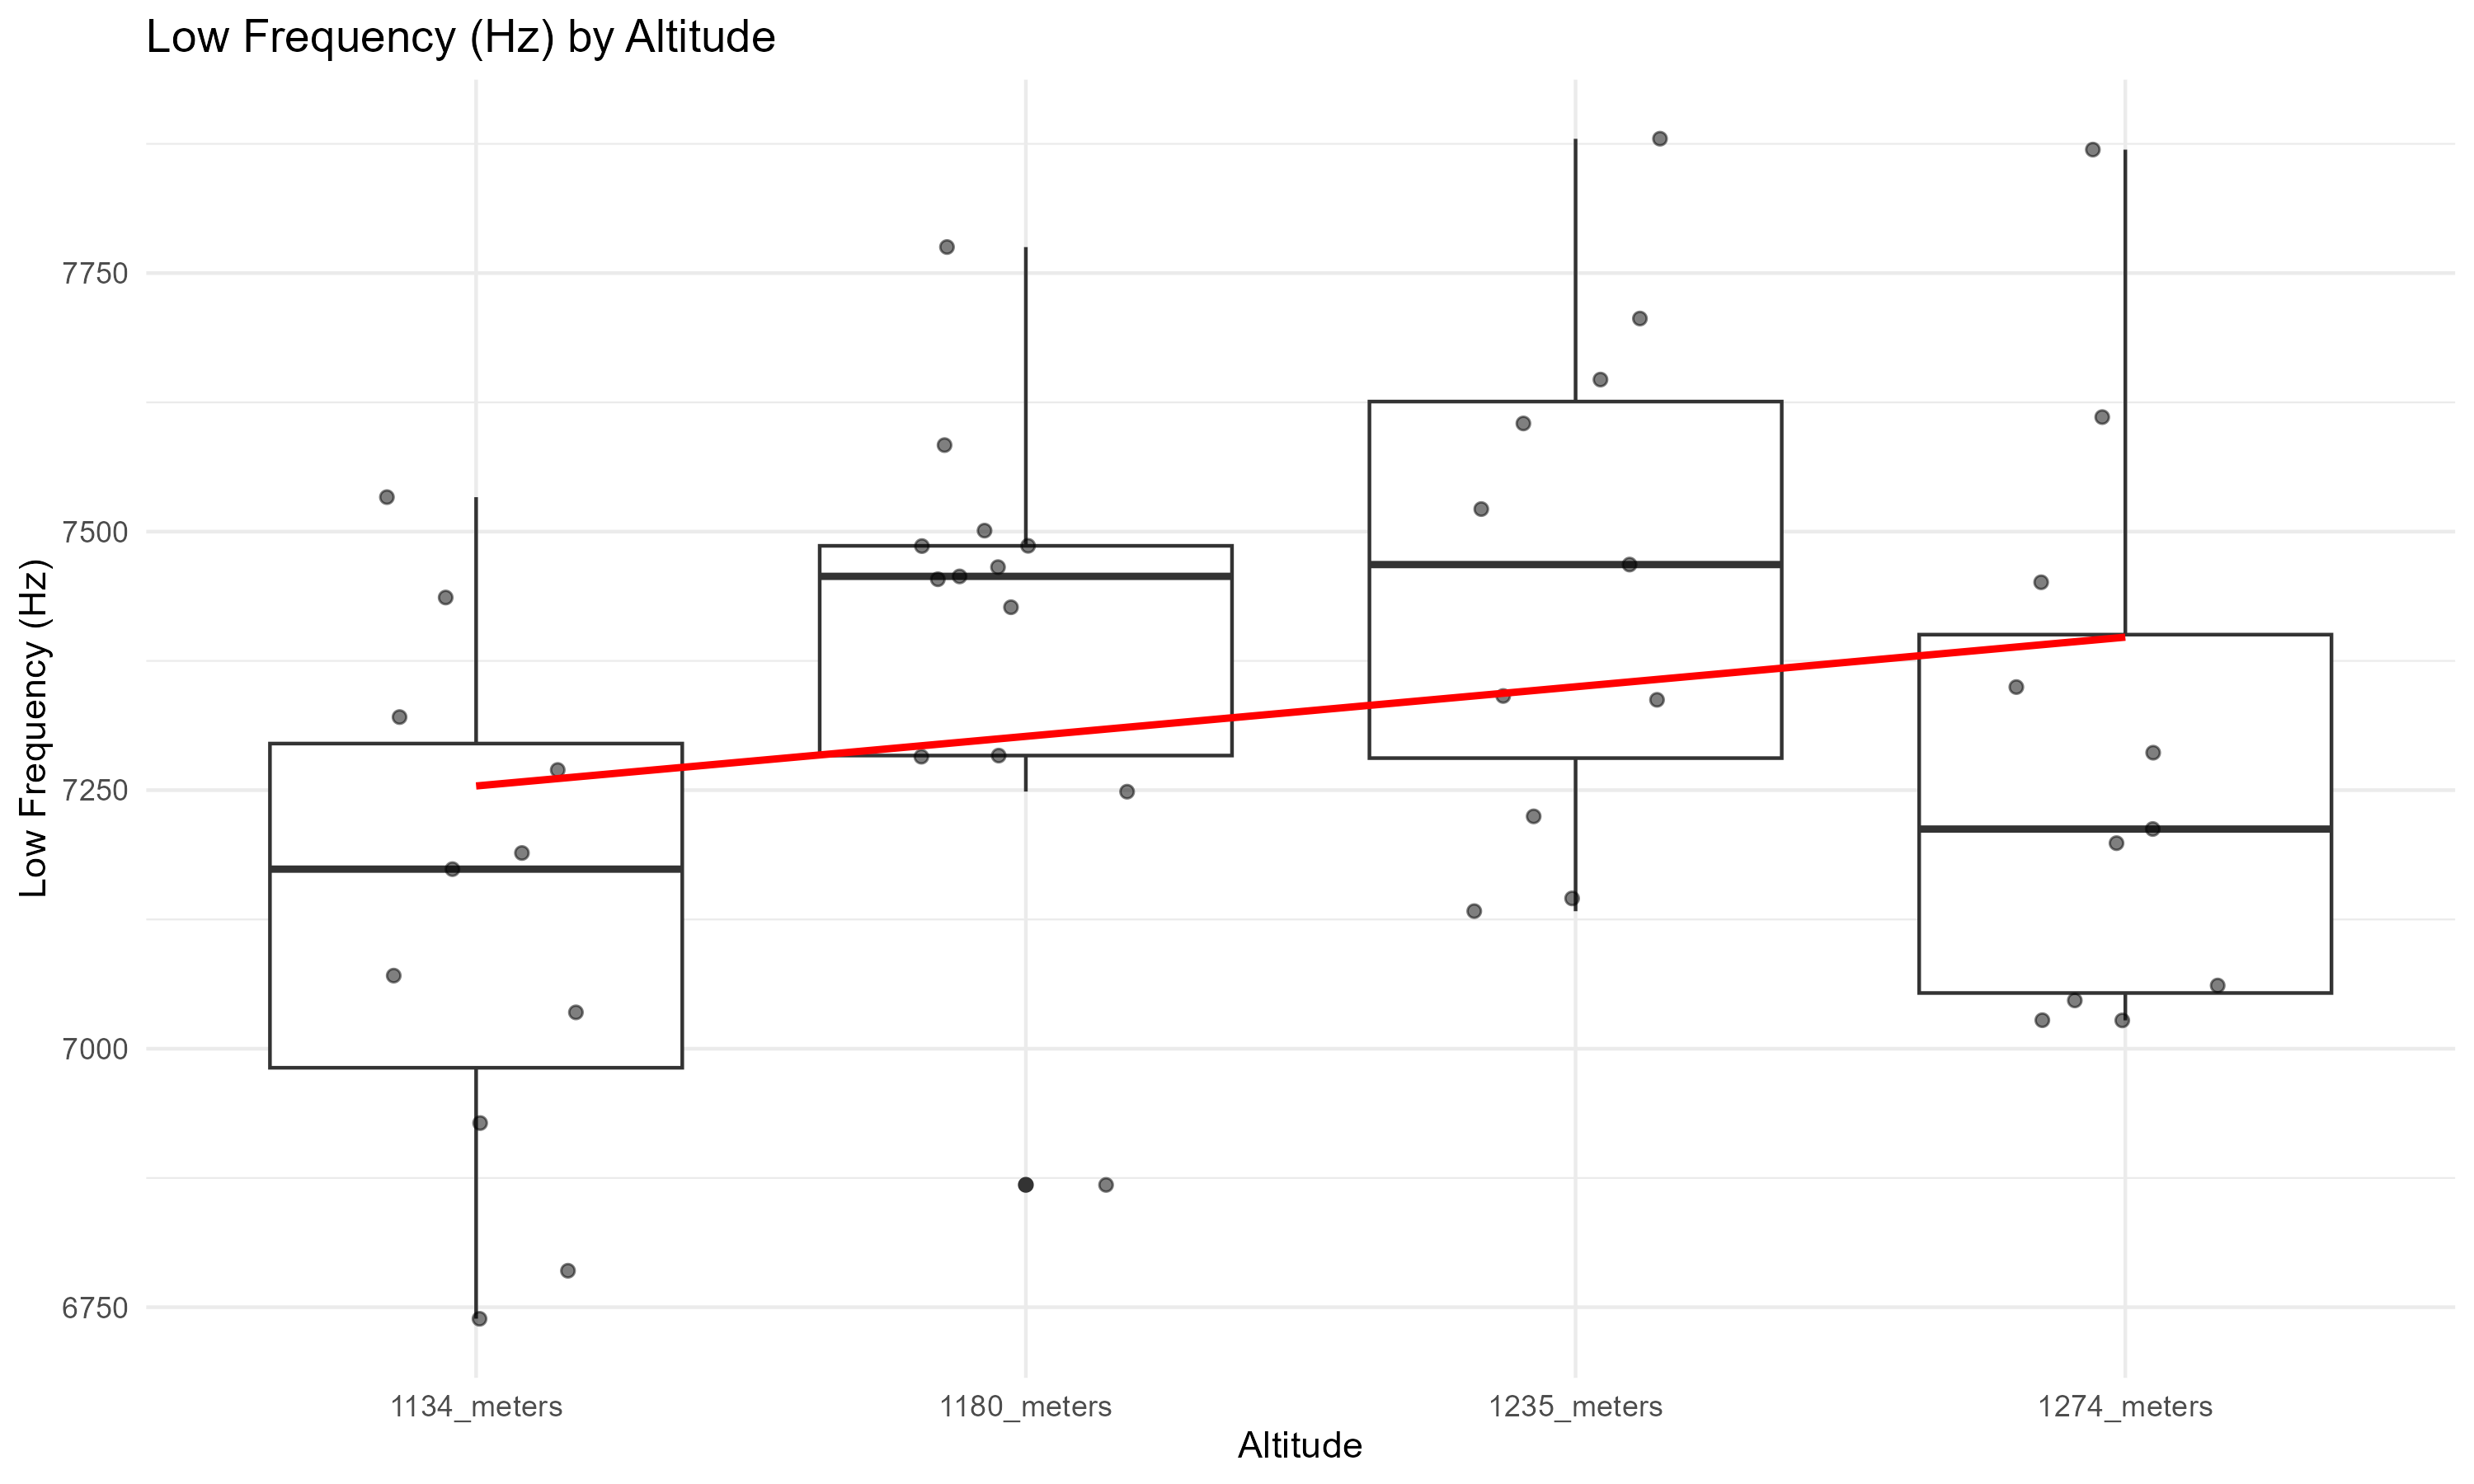 Low Frequency (Hz) by Altitude
Low Frequency (Hz)
7750
7500
7250
7000
6750
1134_meters
1180_meters
1235_meters
1274_meters
Altitude